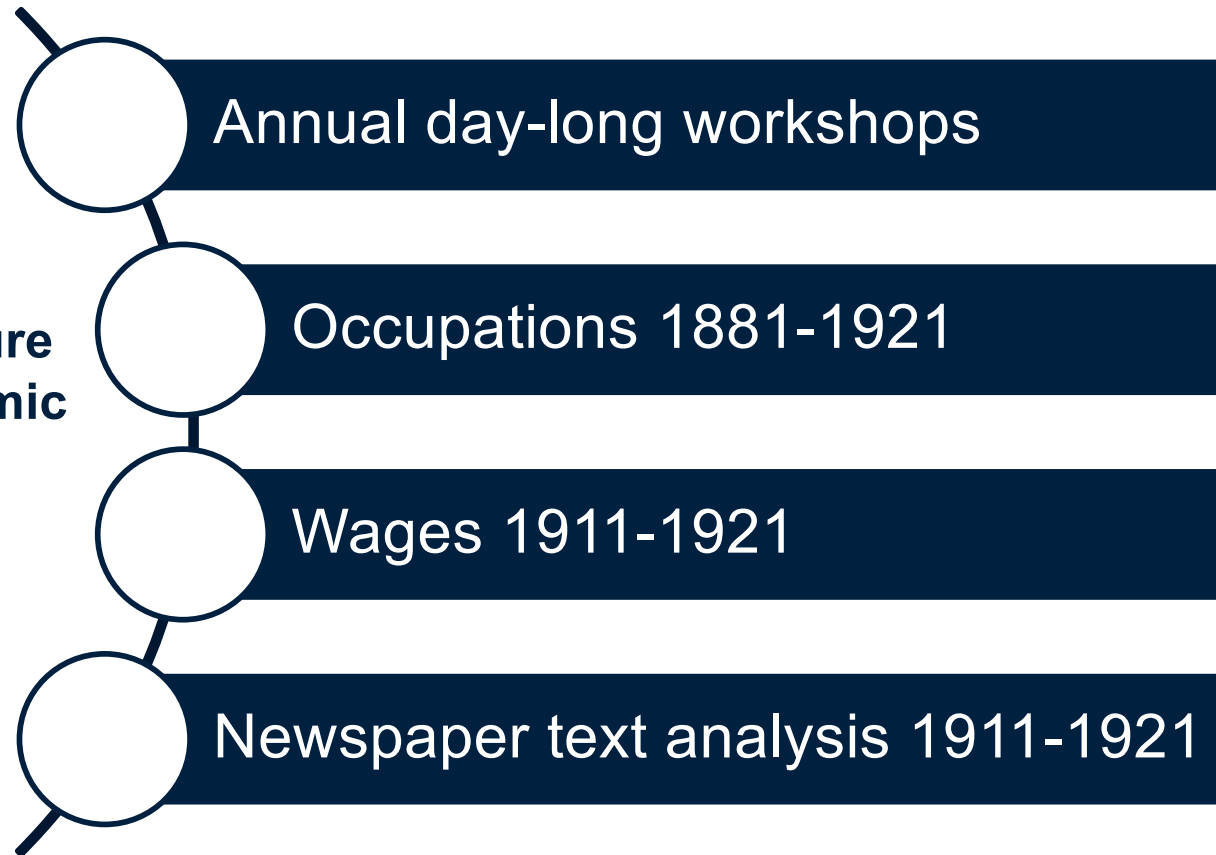 Annual day-long workshops
Occupations 1881-1921
Wages 1911-1921
Newspaper text analysis 1911-1921